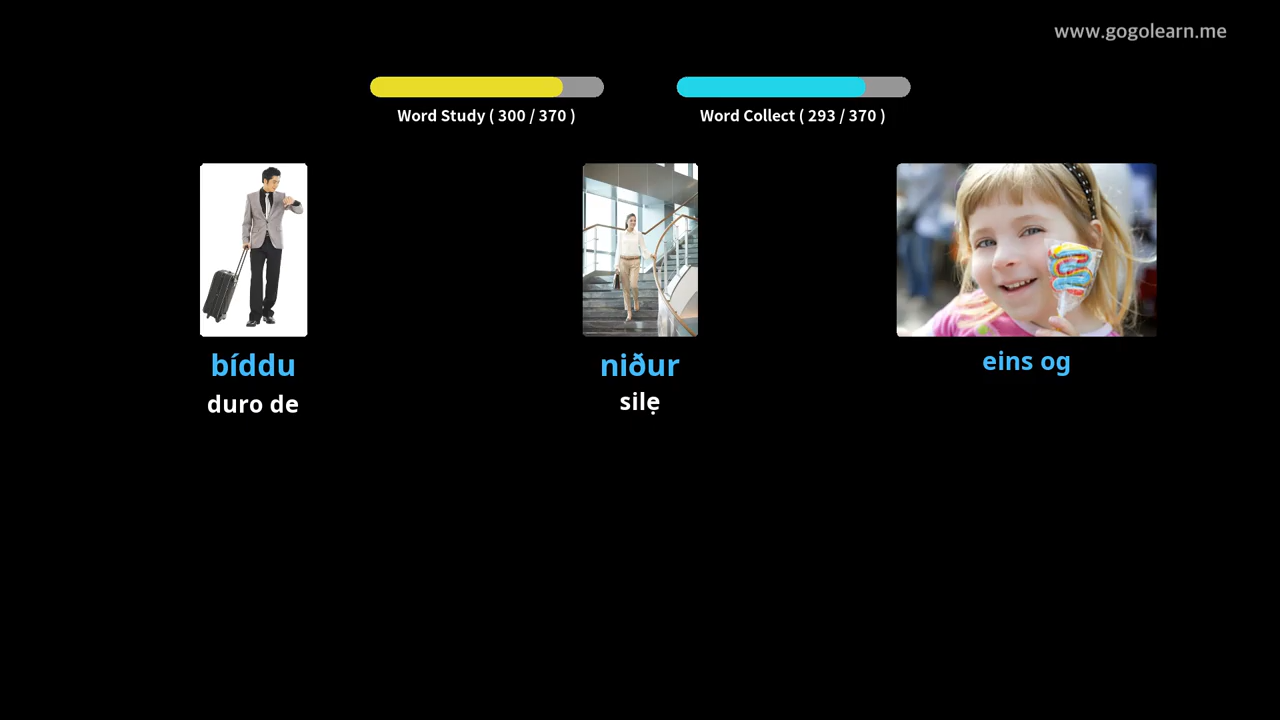 www.gogolearn.me
Word Study ( 300 / 370 )
Word Collect ( 293 / 370 )
bíddu
duro de
niður
silẹ
eins og